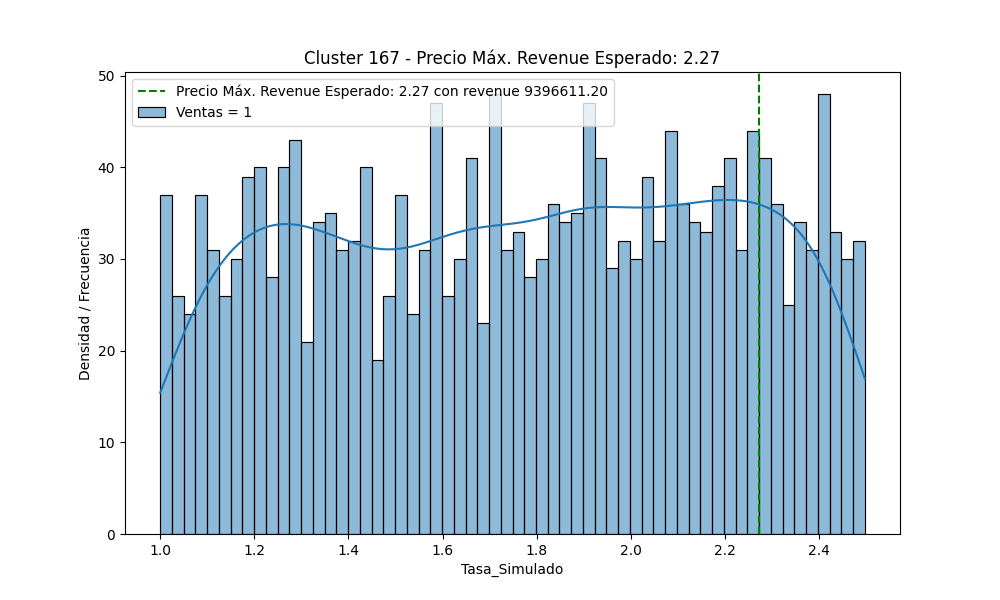 Cluster 167 - Precio Máx. Revenue Esperado: 2.27
Precio Máx. Revenue Esperado: 2.27 con revenue 9396611.20
Ventas = 1
Densidad / Frecuencia
50
40
30
20
10
0
1.0 1.2 1.4 1.6 1.8 2.0 2.2 2.4
Tasa_Simulado